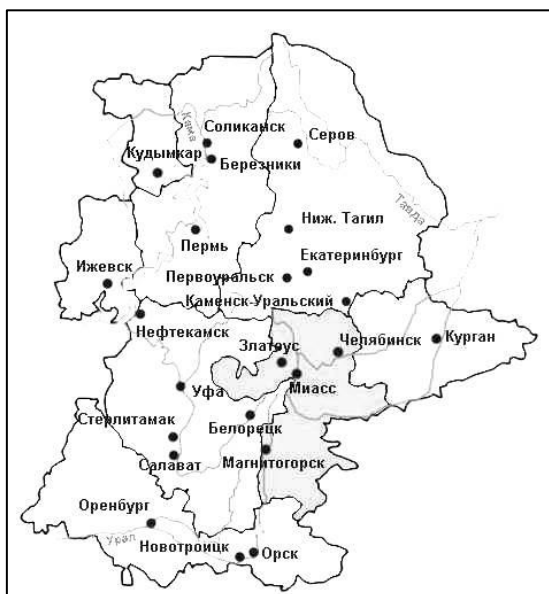 Кама
Соликанск
Серов
Кудымкар
Березники
Тавда
Ниж. Тагил
Пермь
Екатеринбург
Ижевск
Первоуральск
Каменск-Уральский
Нефтекамск
Златоус
Челябинск
Курган
Миасс
Уфа
Стерлитамак
Белорецк
Салават
Магнитогорск
Оренбург
Урал
Новотроицк
Орск